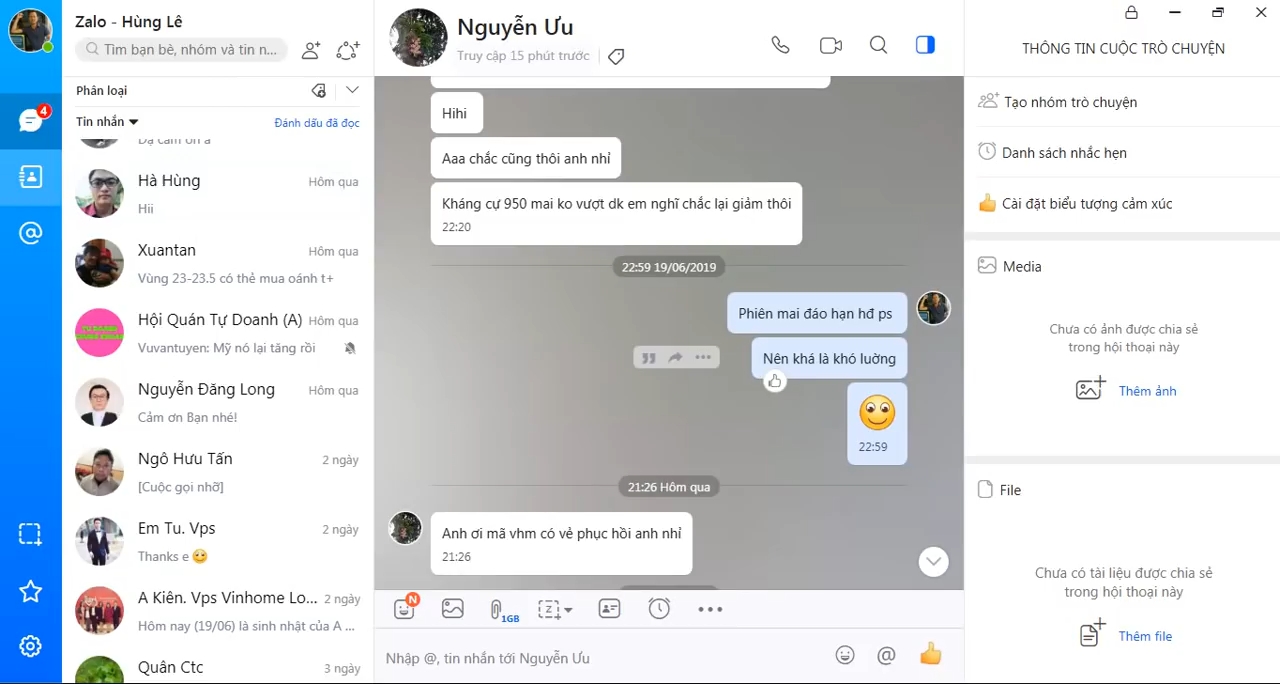 Zalo - Hùng Lê
Tìm bạn bè, nhóm và tin n...
Phân loại
Tin nhắn
Đánh dấu đã đọc
4
Dạ cảm ơn a
Hà Hùng
Hôm qua
Hii
Xuantan
Hôm qua
Vùng 23-23.5 có thẻ mua oánh t+
Hội Quán Tự Doanh (A)
Hôm qua
Vuvantuyen: Mỹ nó lại tăng rồi
Nguyễn Đăng Long
Hôm qua
Cảm ơn Bạn nhé!
Ngô Hưu Tấn
2 ngày
[Cuộc gọi nhỡ]
Em Tu. Vps
2 ngày
Thanks e
A Kiên. Vps Vinhome Lo...
2 ngày
Hôm nay (19/06) là sinh nhật của A ...
Quân Ctc
3 ngày
Nguyễn Ưu
Truy cập 15 phút trước
Hihi
Aaa chắc cũng thôi anh nhỉ
Kháng cự 950 mai ko vượt dk em nghĩ chắc lại giảm thôi
22:20
22:59 19/06/2019
Phiên mai đáo hạn hđ ps
Nên khá là khó luờng
22:59
21:26 Hôm qua
Anh ơi mã vhm có vẻ phục hồi anh nhỉ
21:26
N
1GB
Nhập @, tin nhắn tới Nguyễn Ưu
THÔNG TIN CUỘC TRÒ CHUYỆN
Tạo nhóm trò chuyện
Danh sách nhắc hẹn
Cài đặt biểu tượng cảm xúc
Media
Chưa có ảnh được chia sẻ
trong hội thoại này
Thêm ảnh
File
Chưa có tài liệu được chia sẻ
trong hội thoại này
Thêm file